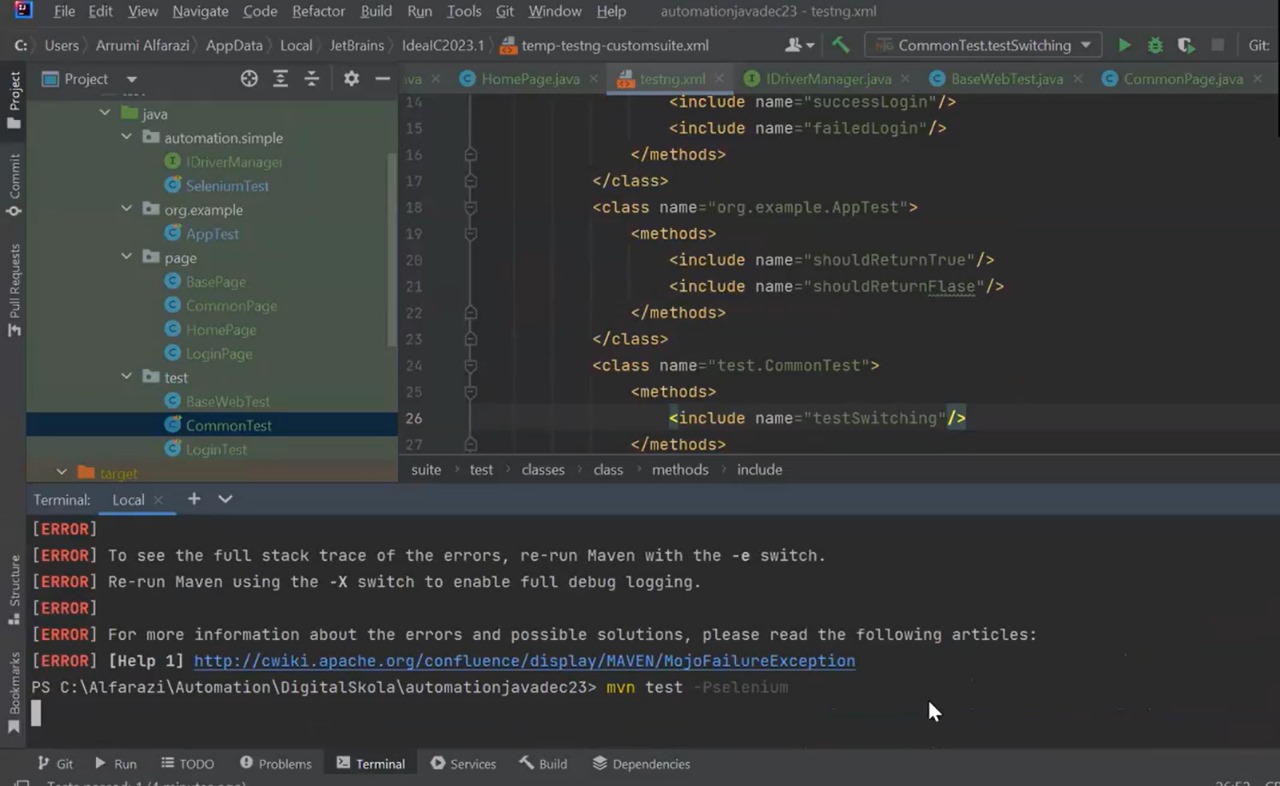 File Edit View Navigate Code Refactor Build Run Tools Git Window Help automationjavadec23 - testng.xml
C: Users Arrumi Alfarazi AppData Local JetBrains IdeaIC2023.1 temp-testng-customsuite.xml CommonTest.testSwitching Git:
Project ava HomePage.java testng.xml IDriverManager.java BaseWebTest.java CommonPage.java
java
automation.simple
IDriverManager
SeleniumTest
org.example
AppTest
page
BasePage
CommonPage
HomePage
LoginPage
test
BaseWebTest
CommonTest
LoginTest
target
14 <include name="successLogin"/>
15 <include name="failedLogin"/>
16 </methods>
17 </class>
18 <class name="org.example.AppTest">
19 <methods>
20 <include name="shouldReturnTrue"/>
21 <include name="shouldReturnFlase"/>
22 </methods>
23 </class>
24 <class name="test.CommonTest">
25 <methods>
26 <include name="testSwitching"/>
27 </methods>
suite test classes class methods include
Project
Commit
Pull Requests
Structure
Bookmarks
Terminal: Local
[ERROR]
[ERROR] To see the full stack trace of the errors, re-run Maven with the -e switch.
[ERROR] Re-run Maven using the -X switch to enable full debug logging.
[ERROR]
[ERROR] For more information about the errors and possible solutions, please read the following articles:
[ERROR] [Help 1] http://cwiki.apache.org/confluence/display/MAVEN/MojoFailureException
PS C:\Alfarazi\Automation\DigitalSkola\automationjavadec23> mvn test -Pselenium
Git Run TODO Problems Terminal Services Build Dependencies